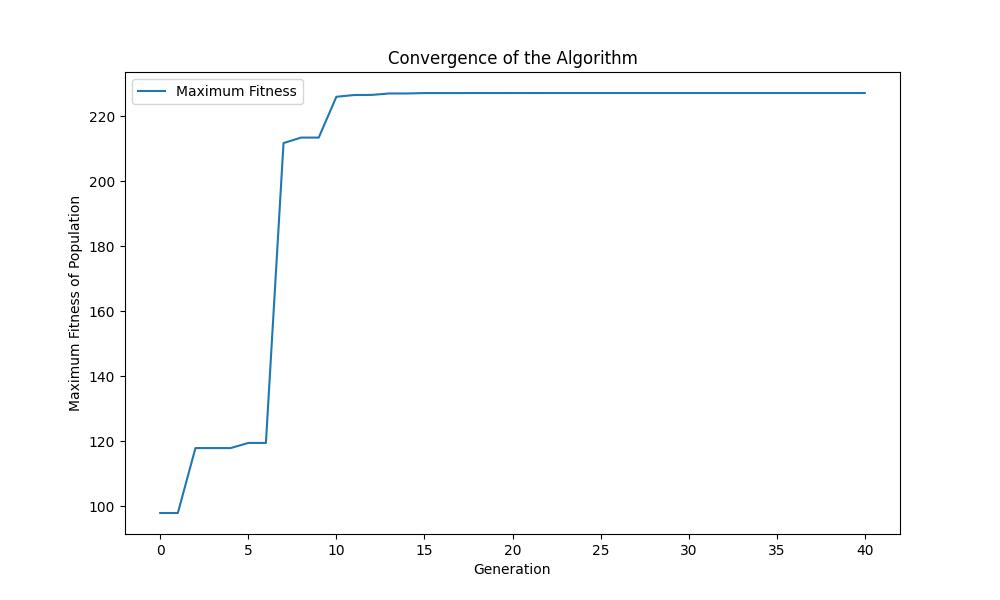 Convergence of the Algorithm
Maximum Fitness
Maximum Fitness of Population
220
200
180
160
140
120
100
0 5 10 15 20 25 30 35 40
Generation